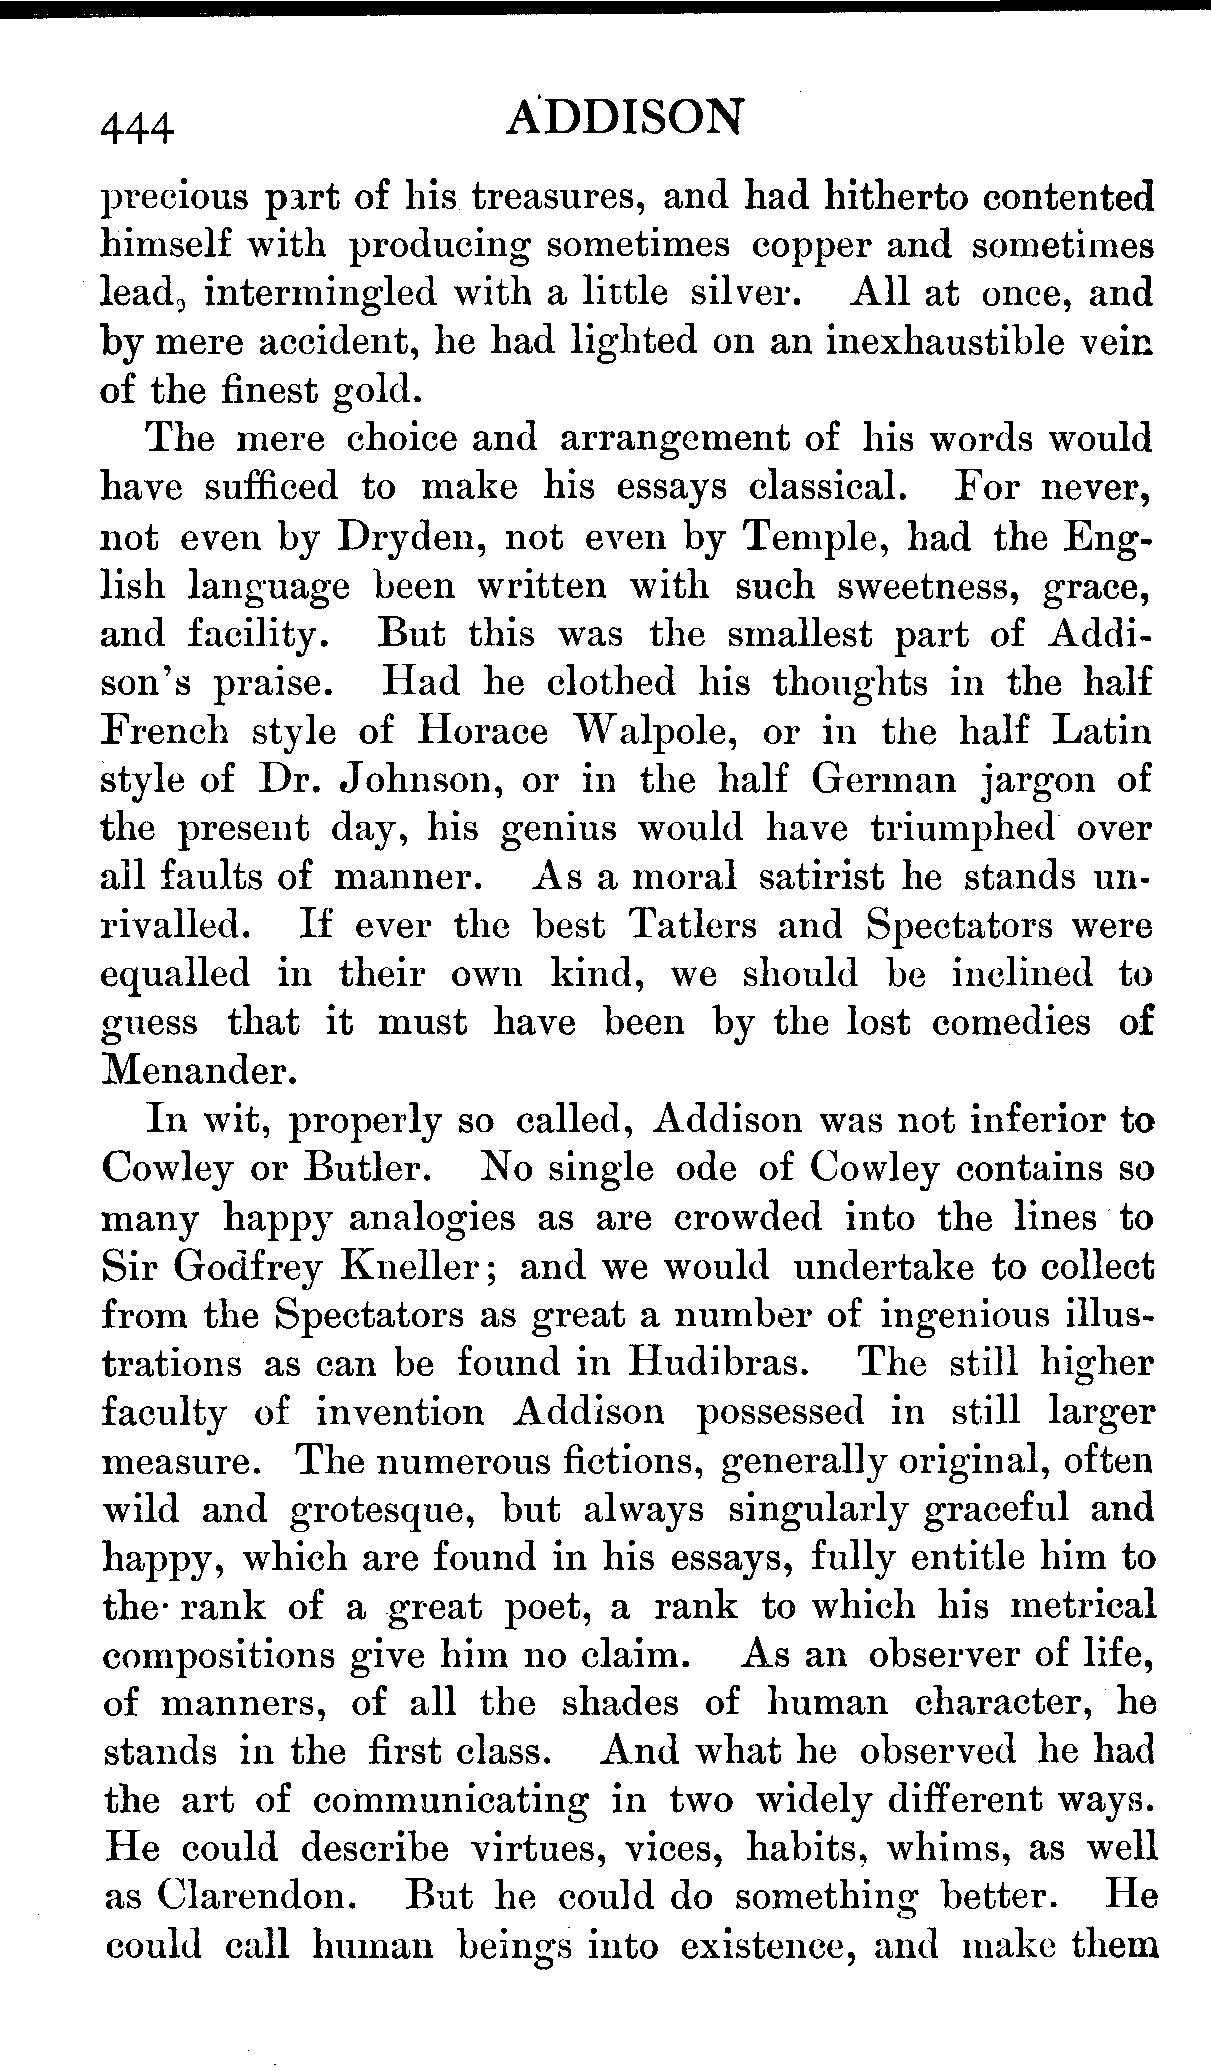 444 ADDISON
precious part of his treasures, and had hitherto contented
himself with producing sometimes copper and sometimes
lead, intermingled with a little silver. All at once, and
by mere accident, he had lighted on an inexhaustible vein
of the finest gold.
The mere choice and arrangement of his words would
have sufficed to make his essays classical. For never,
not even by Dryden, not even by Temple, had the Eng-
lish language been written with such sweetness, grace,
and facility. But this was the smallest part of Addi-
son's praise. Had he clothed his thoughts in the half
French style of Horace Walpole, or in the half Latin
style of Dr. Johnson, or in the half German jargon of
the present day, his genius would have triumphed over
all faults of manner. As a moral satirist he stands un-
rivalled. If ever the best Tatlers and Spectators were
equalled in their own kind, we should be inclined to
guess that it must have been by the lost comedies of
Menander.
In wit, properly so called, Addison was not inferior to
Cowley or Butler. No single ode of Cowley contains so
many happy analogies as are crowded into the lines to
Sir Godfrey Kneller; and we would undertake to collect
from the Spectators as great a number of ingenious illus-
trations as can be found in Hudibras. The still higher
faculty of invention Addison possessed in still larger
measure. The numerous fictions, generally original, often
wild and grotesque, but always singularly graceful and
happy, which are found in his essays, fully entitle him to
the rank of a great poet, a rank to which his metrical
compositions give him no claim. As an observer of life,
of manners, of all the shades of human character, he
stands in the first class. And what he observed he had
the art of communicating in two widely different ways.
He could describe virtues, vices, habits, whims, as well
as Clarendon. But he could do something better. He
could call human beings into existence, and make them